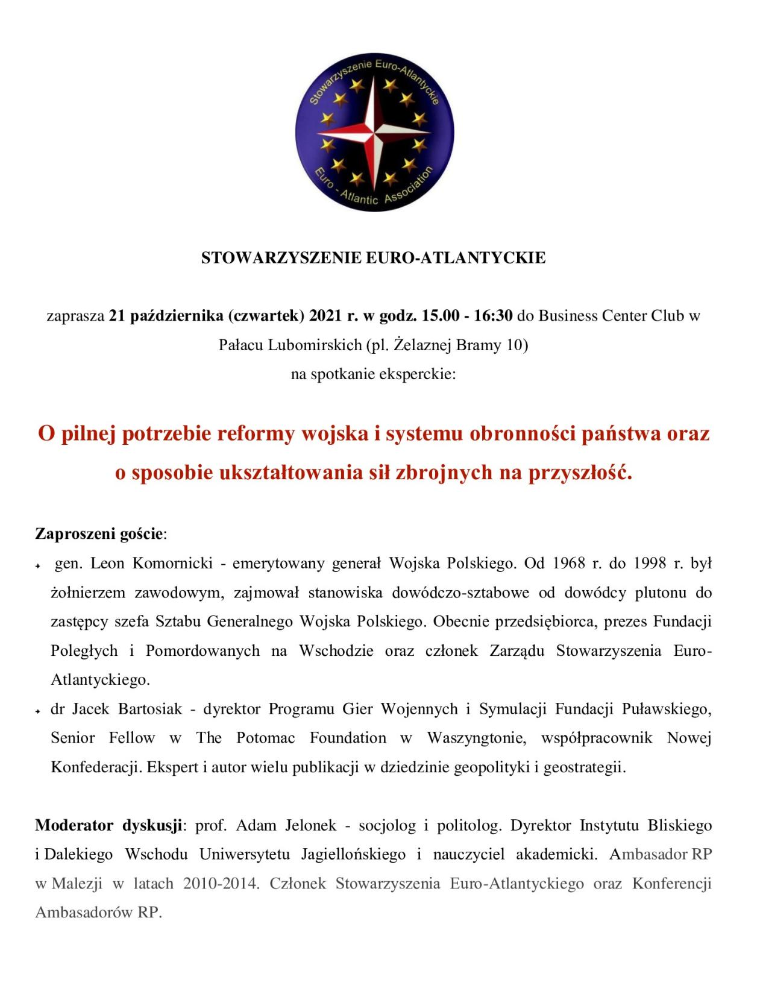 Stowarzyszenie Euro-Atlantyckie
Euro - Atlantic Association
STOWARZYSZENIE EURO-ATLANTYCKIE
zaprasza 21 października (czwartek) 2021 r. w godz. 15.00 - 16:30 do Business Center Club w
Pałacu Lubomirskich (pl. Żelaznej Bramy 10)
na spotkanie eksperckie:
O pilnej potrzebie reformy wojska i systemu obronności państwa oraz
o sposobie ukształtowania sił zbrojnych na przyszłość.
Zaproszeni goście:
gen. Leon Komornicki - emerytowany generał Wojska Polskiego. Od 1968 r. do 1998 r. był
żołnierzem zawodowym, zajmował stanowiska dowódczo-sztabowe od dowódcy plutonu do
zastępcy szefa Sztabu Generalnego Wojska Polskiego. Obecnie przedsiębiorca, prezes Fundacji
Poległych i Pomordowanych na Wschodzie oraz członek Zarządu Stowarzyszenia Euro-
Atlantyckiego.
dr Jacek Bartosiak - dyrektor Programu Gier Wojennych i Symulacji Fundacji Puławskiego,
Senior Fellow w The Potomac Foundation w Waszyngtonie, współpracownik Nowej
Konfederacji. Ekspert i autor wielu publikacji w dziedzinie geopolityki i geostrategii.
Moderator dyskusji: prof. Adam Jelonek - socjolog i politolog. Dyrektor Instytutu Bliskiego
i Dalekiego Wschodu Uniwersytetu Jagiellońskiego i nauczyciel akademicki. Ambasador RP
w Malezji w latach 2010-2014. Członek Stowarzyszenia Euro-Atlantyckiego oraz Konferencji
Ambasadorów RP.